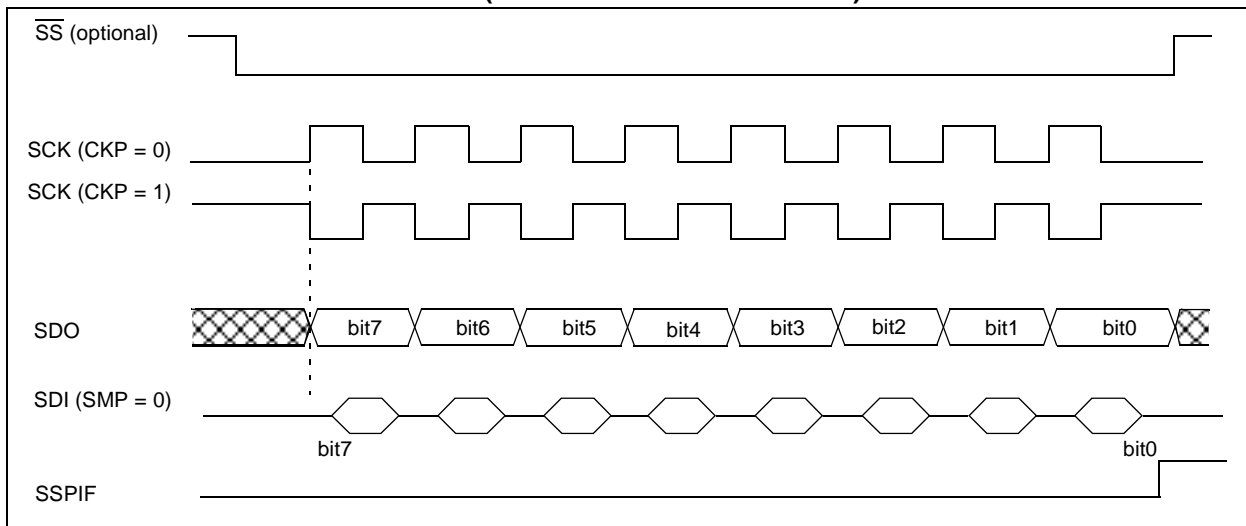 SS (optional)
SCK (CKP = 0)
SCK (CKP = 1)
SDO
bit7 bit6 bit5 bit4 bit3 bit2 bit1 bit0
SDI (SMP = 0)
bit7 bit0
SSPIF